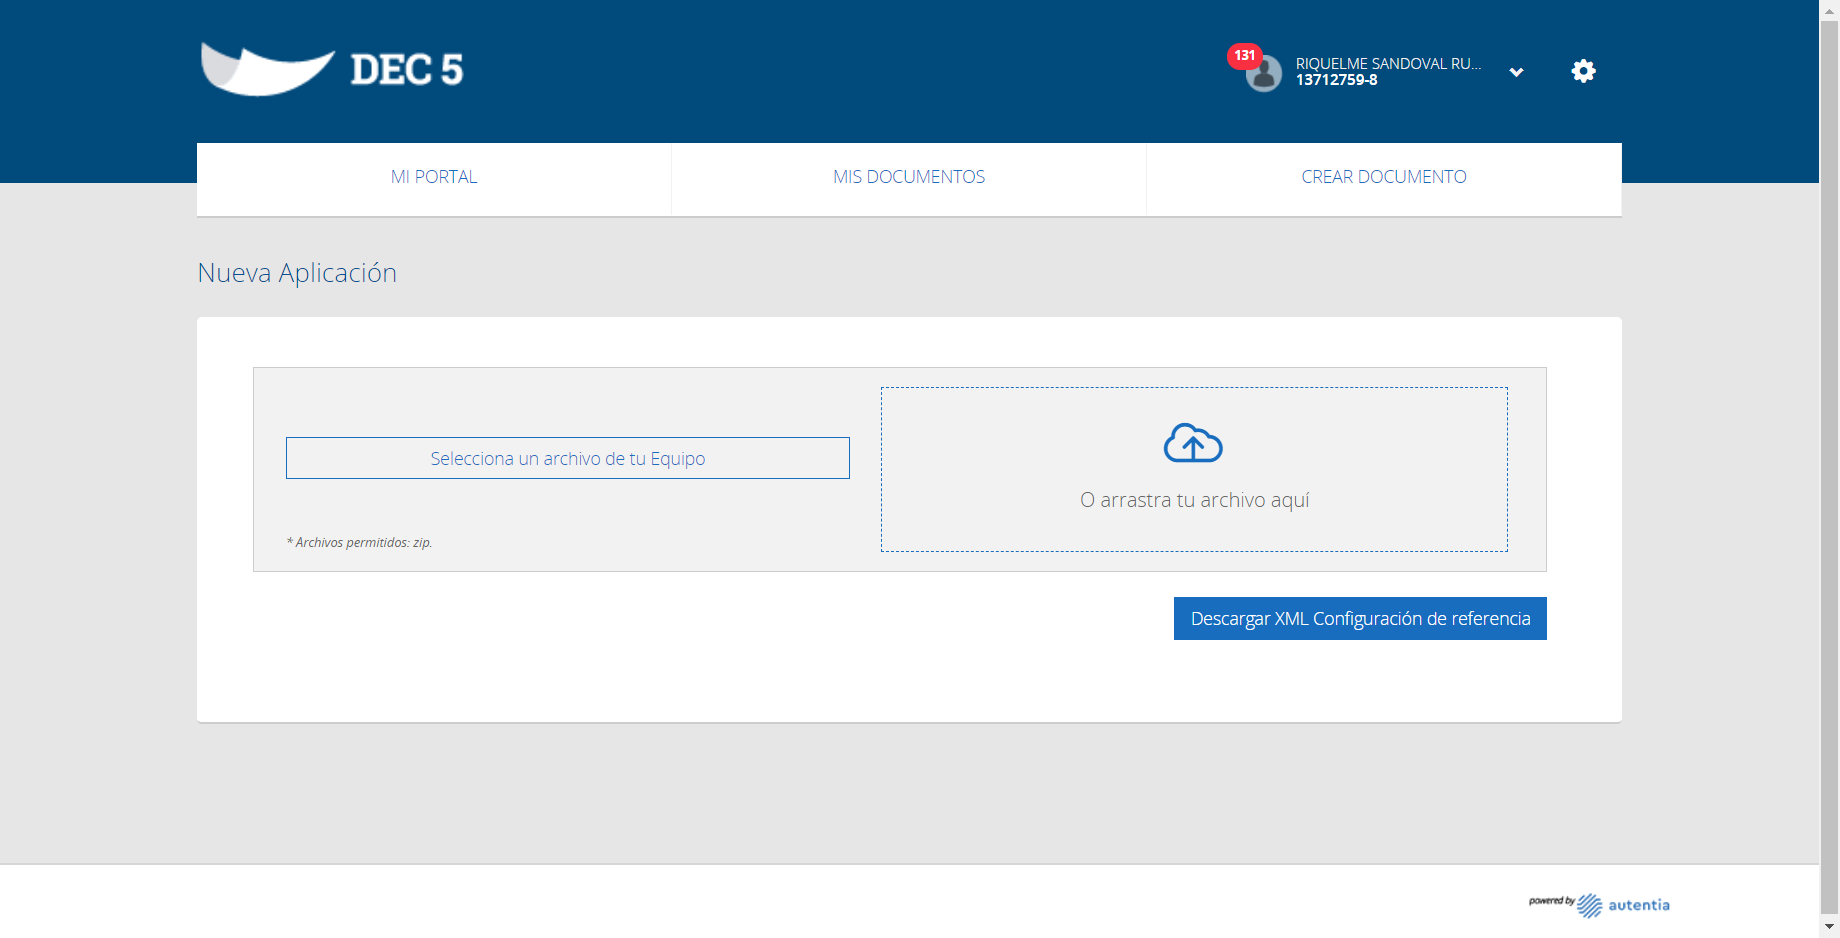 DEC 5
131
RIQUELME SANDOVAL RU...
13712759-8
MI PORTAL
MIS DOCUMENTOS
CREAR DOCUMENTO
Nueva Aplicación
Selecciona un archivo de tu Equipo
O arrastra tu archivo aquí
* Archivos permitidos: zip.
Descargar XML Configuración de referencia
powered by autentia